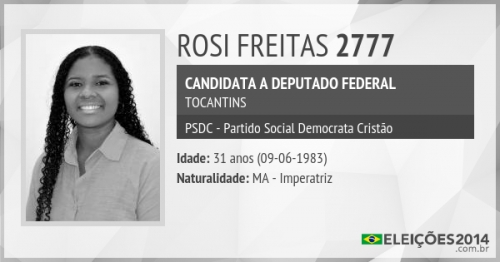 ROSI FREITAS 2777
CANDIDATA A DEPUTADO FEDERAL
TOCANTINS
PSDC - Partido Social Democrata Cristão
Idade: 31 anos (09-06-1983)
Naturalidade: MA - Imperatriz
ELEIÇÕES2014
.com.br